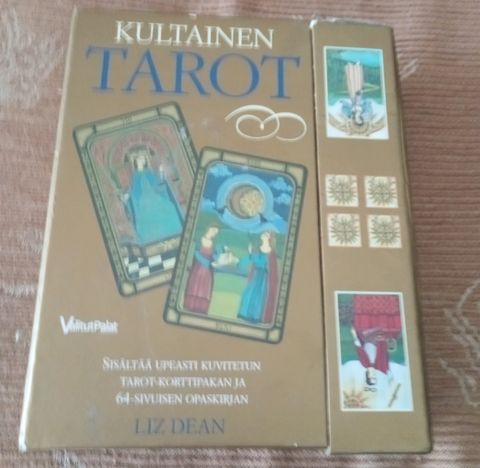 KULTAINEN
TAROT
Valitut Palat
SISÄLTÄÄ UPEASTI KUVITETUN
TAROT-KORTTIPAKAN JA
64-SIVUISEN OPASKIRJAN
LIZ DEAN